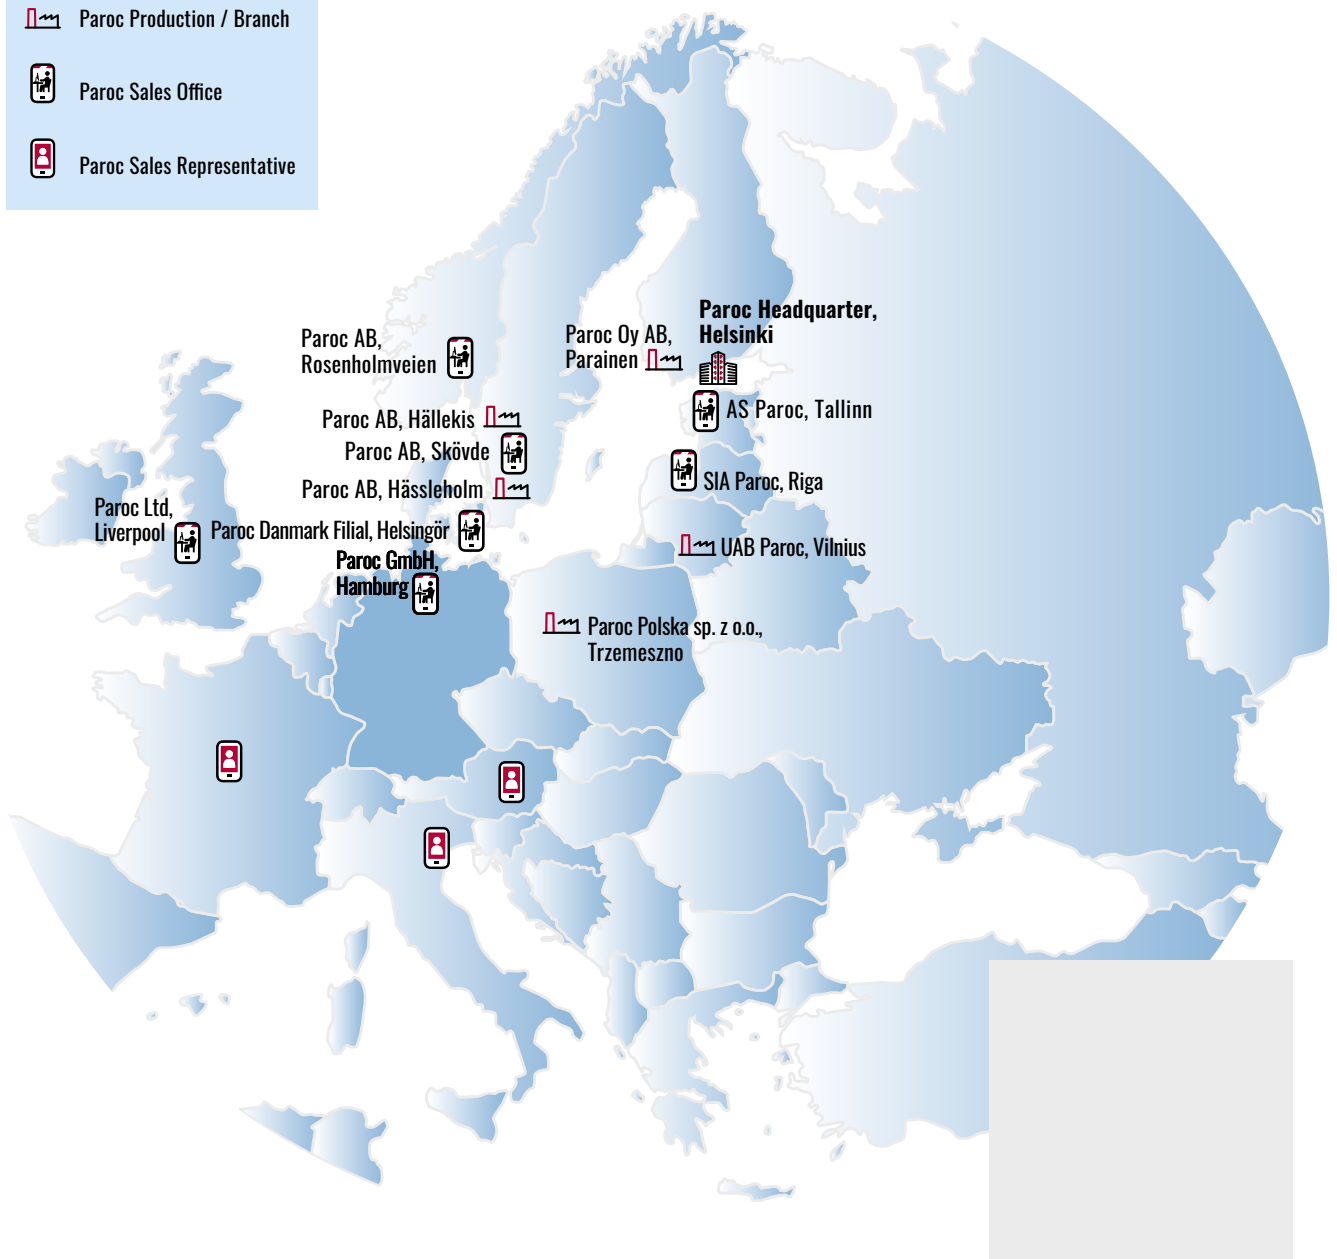 Paroc Production / Branch
Paroc Sales Office
Paroc Sales Representative
Paroc Headquarter,
Helsinki
Paroc AB,
Rosenholmveien
Paroc Oy AB,
Parainen
AS Paroc, Tallinn
Paroc AB, Hällekis
Paroc AB, Skövde
SIA Paroc, Riga
Paroc AB, Hässleholm
Paroc Ltd,
Liverpool
Paroc Danmark Filial, Helsingör
UAB Paroc, Vilnius
Paroc GmbH,
Hamburg
Paroc Polska sp. z o.o.,
Trzemeszno